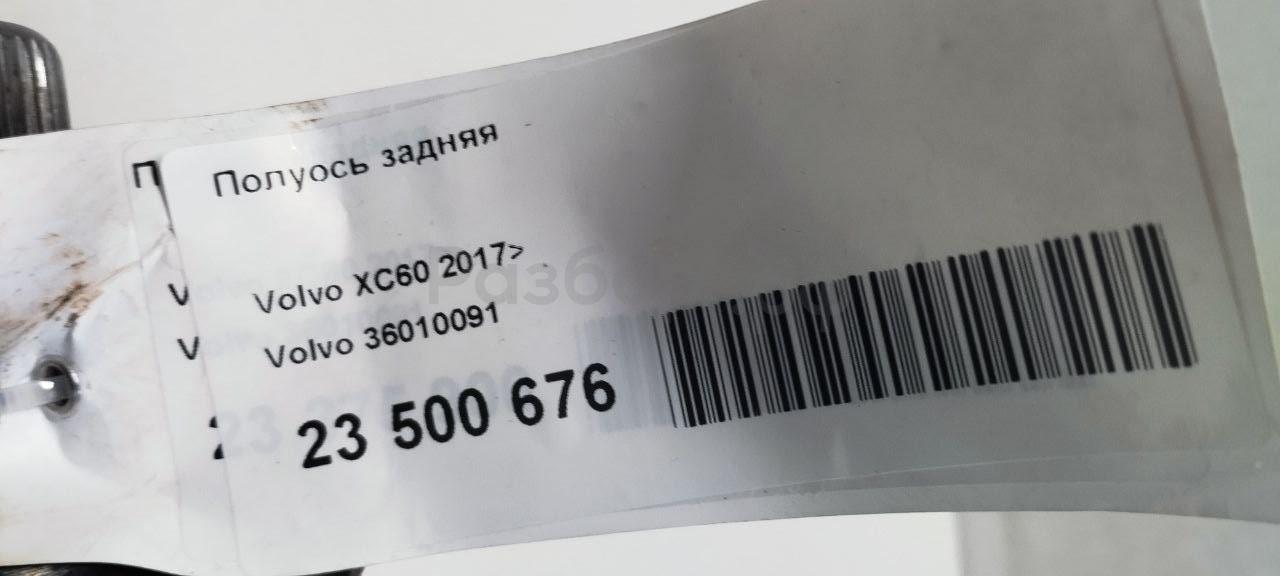 Полуось задняя
Volvo XC60 2017>
Volvo 36010091
23 500 676